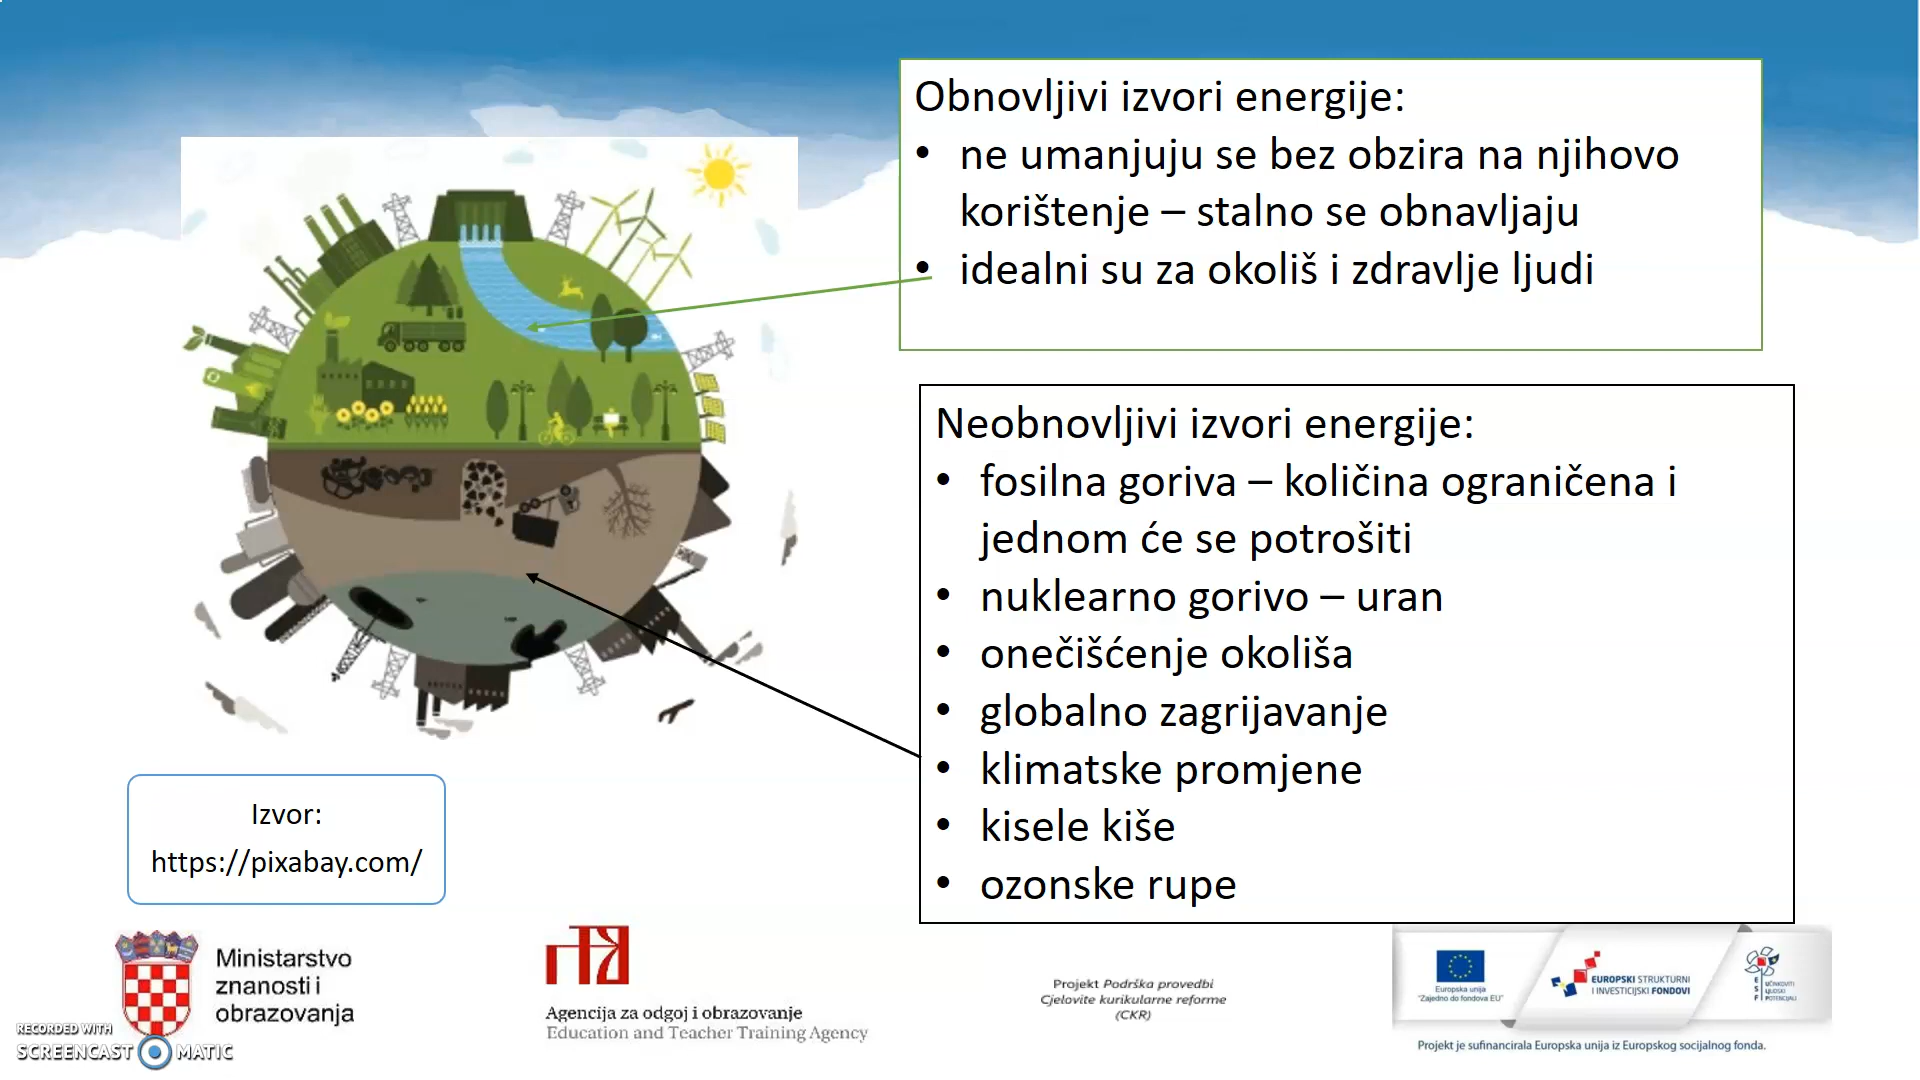 Obnovljivi izvori energije:
• ne umanjuju se bez obzira na njihovo
korištenje – stalno se obnavljaju
• idealni su za okoliš i zdravlje ljudi
Neobnovljivi izvori energije:
• fosilna goriva – količina ograničena i
jednom će se potrošiti
• nuklearno gorivo – uran
• onečišćenje okoliša
• globalno zagrijavanje
• klimatske promjene
• kisele kiše
• ozonske rupe
Izvor:
https://pixabay.com/
Ministarstvo
znanosti i
obrazovanja
Agencija za odgoj i obrazovanje
Education and Teacher Training Agency
Projekt Podrška provedbi
Cjelovite kurikularne reforme
(CKR)
Europska unija
"Zajedno do fondova EU"
EUROPSKI STRUKTURNI
I INVESTICIJSKI FONDOVI
ESF
UČINKOVITI
LJUDSKI
POTENCIJALI
Projekt je sufinancirala Europska unija iz Europskog socijalnog fonda.
RECORDED WITH
SCREENCAST MATIC